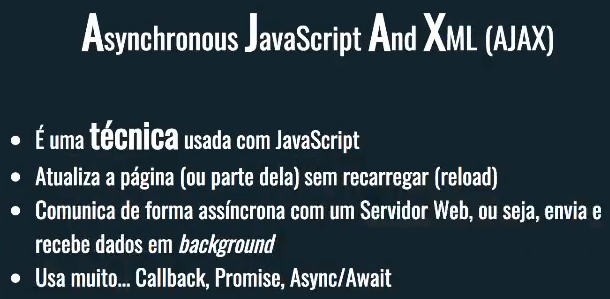 Asynchronous JavaScript And XML (AJAX)
• É uma técnica usada com JavaScript
• Atualiza a página (ou parte dela) sem recarregar (reload)
• Comunica de forma assíncrona com um Servidor Web, ou seja, envia e
recebe dados em background
• Usa muito... Callback, Promise, Async/Await